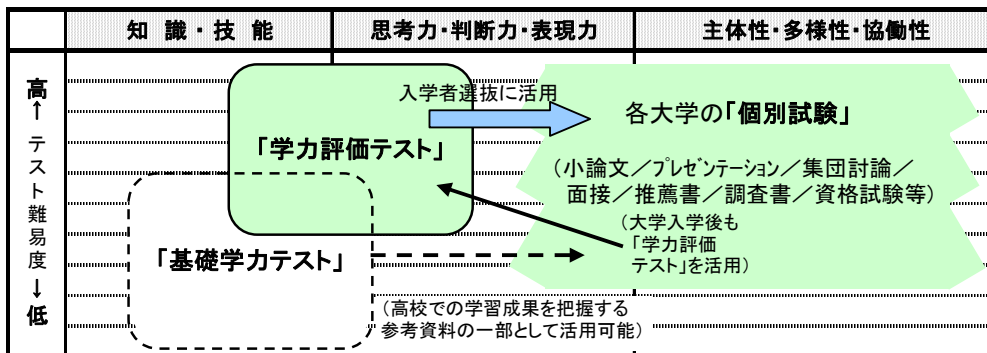 知 識 ・ 技 能
思考力・判断力・表現力
主体性・多様性・協働性
高
↑
テスト難易度
↓
低
入学者選抜に活用
各大学の「個別試験」
「学力評価テスト」
（小論文／プレゼンテーション／集団討論／
面接／推薦書／調査書／資格試験等）
（大学入学後も
「学力評価
テスト」を活用）
「基礎学力テスト」
（高校での学習成果を把握する
参考資料の一部として活用可能）